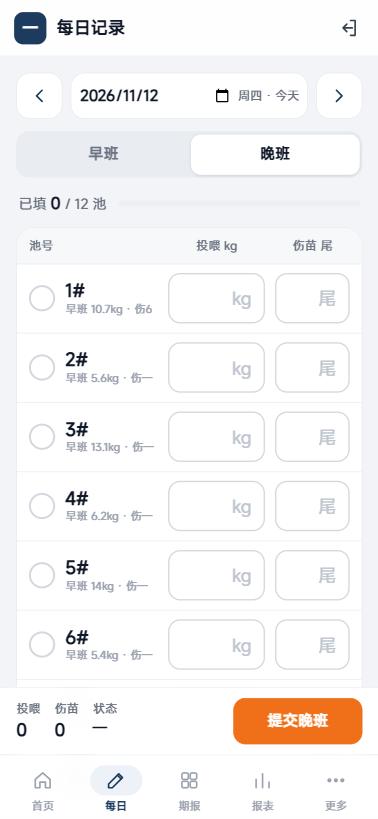 每日记录
2026/11/12 周四 · 今天
早班 晚班
已填 0 / 12 池
池号 投喂 kg 伤苗 尾
1# kg 尾
早班 10.7kg · 伤6
2# kg 尾
早班 5.6kg · 伤—
3# kg 尾
早班 13.1kg · 伤—
4# kg 尾
早班 6.2kg · 伤—
5# kg 尾
早班 14kg · 伤—
6# kg 尾
早班 5.4kg · 伤—
投喂 伤苗 状态
0 0 —
提交晚班
首页 每日 期报 报表 更多